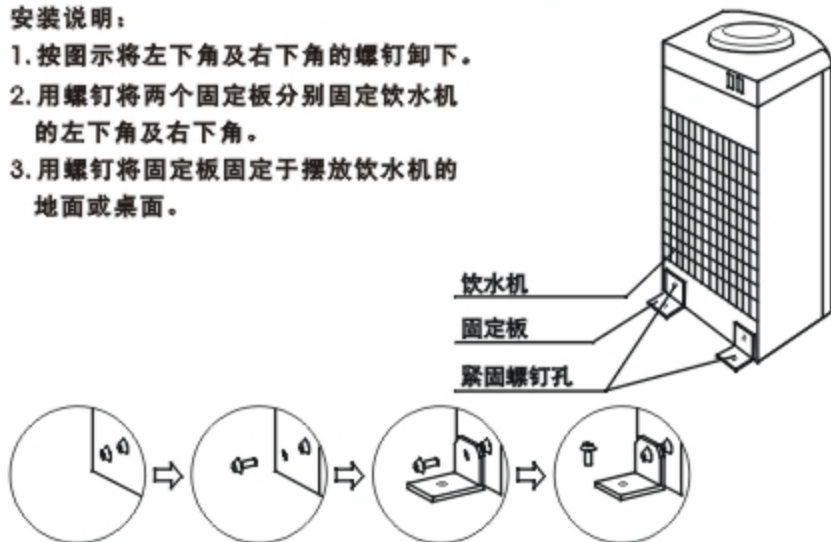 安装说明：
1. 按图示将左下角及右下角的螺钉卸下。
2. 用螺钉将两个固定板分别固定饮水机
的左下角及右下角。
3. 用螺钉将固定板固定于摆放饮水机的
地面或桌面。
饮水机
固定板
紧固螺钉孔